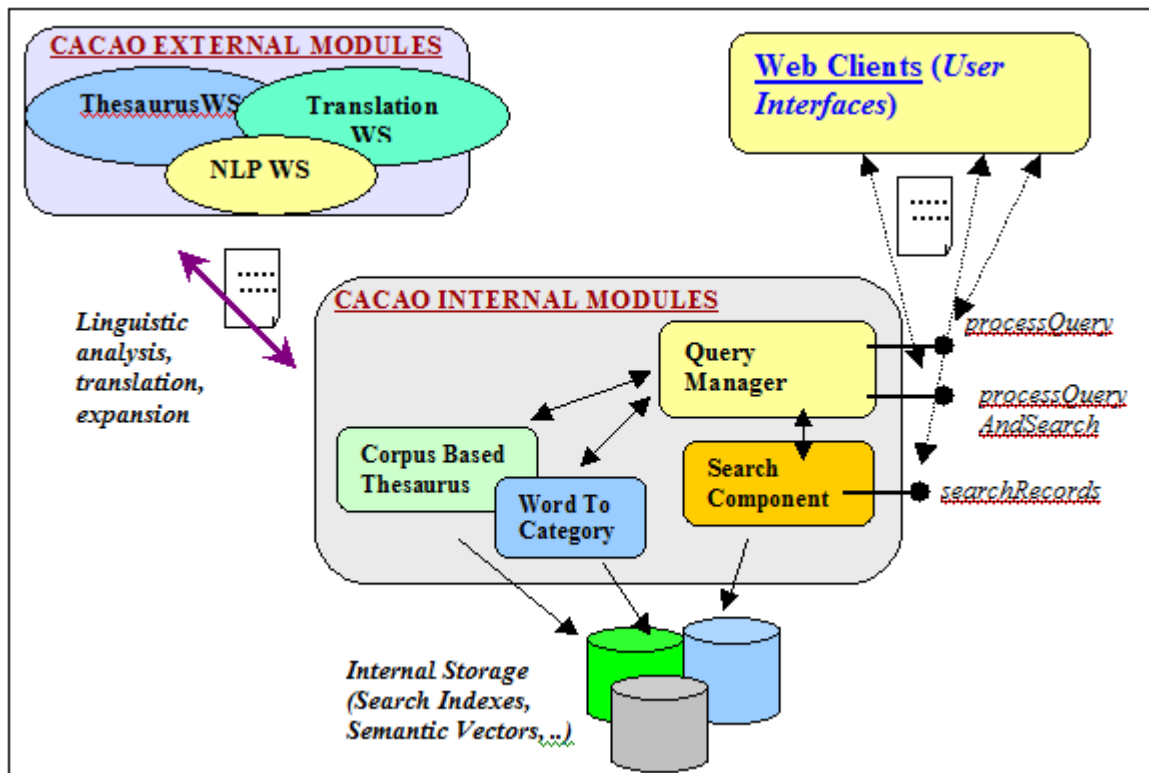 CACAO EXTERNAL MODULES
ThesaurusWS
Translation
WS
NLP WS
Web Clients (User
Interfaces)
Linguistic
analysis,
translation,
expansion
CACAO INTERNAL MODULES
Query
Manager
processQuery
processQuery
AndSearch
Corpus Based
Thesaurus
Word To
Category
Search
Component
searchRecords
Internal Storage
(Search Indexes,
Semantic Vectors, ..)